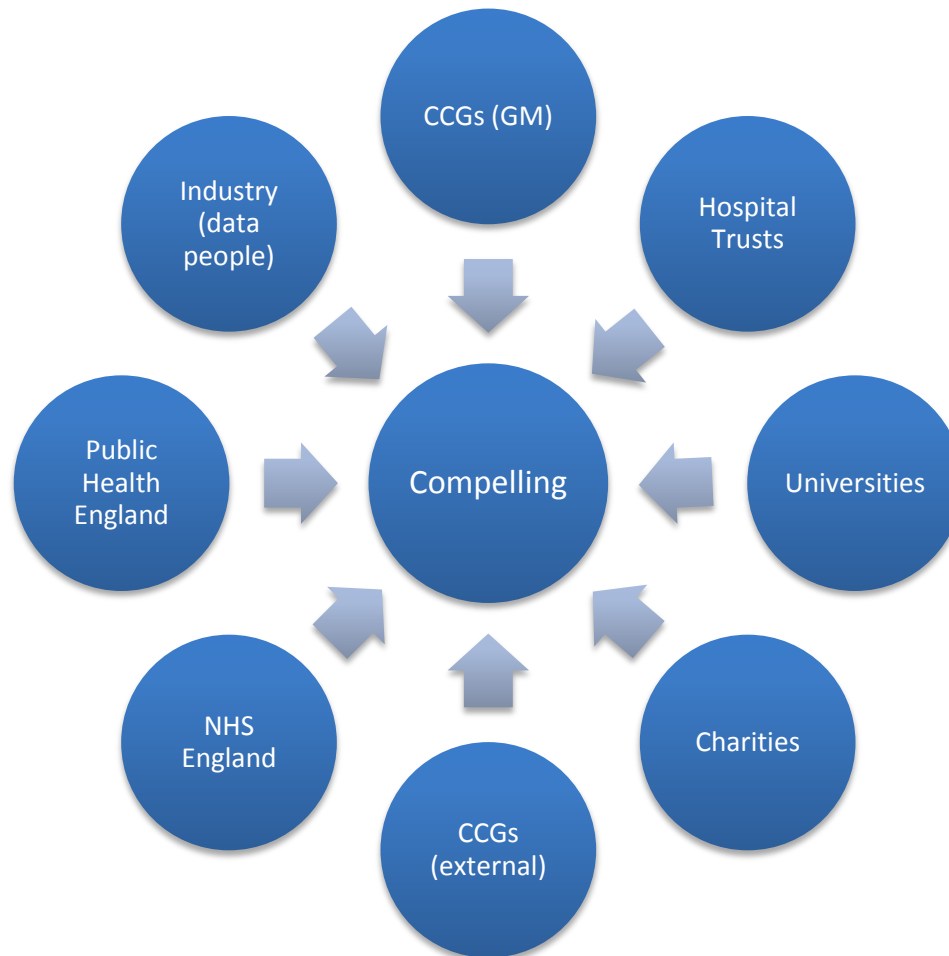 CCGs (GM)
Hospital
Trusts
Universities
Charities
CCGs
(external)
NHS
England
Public
Health
England
Industry
(data
people)
Compelling